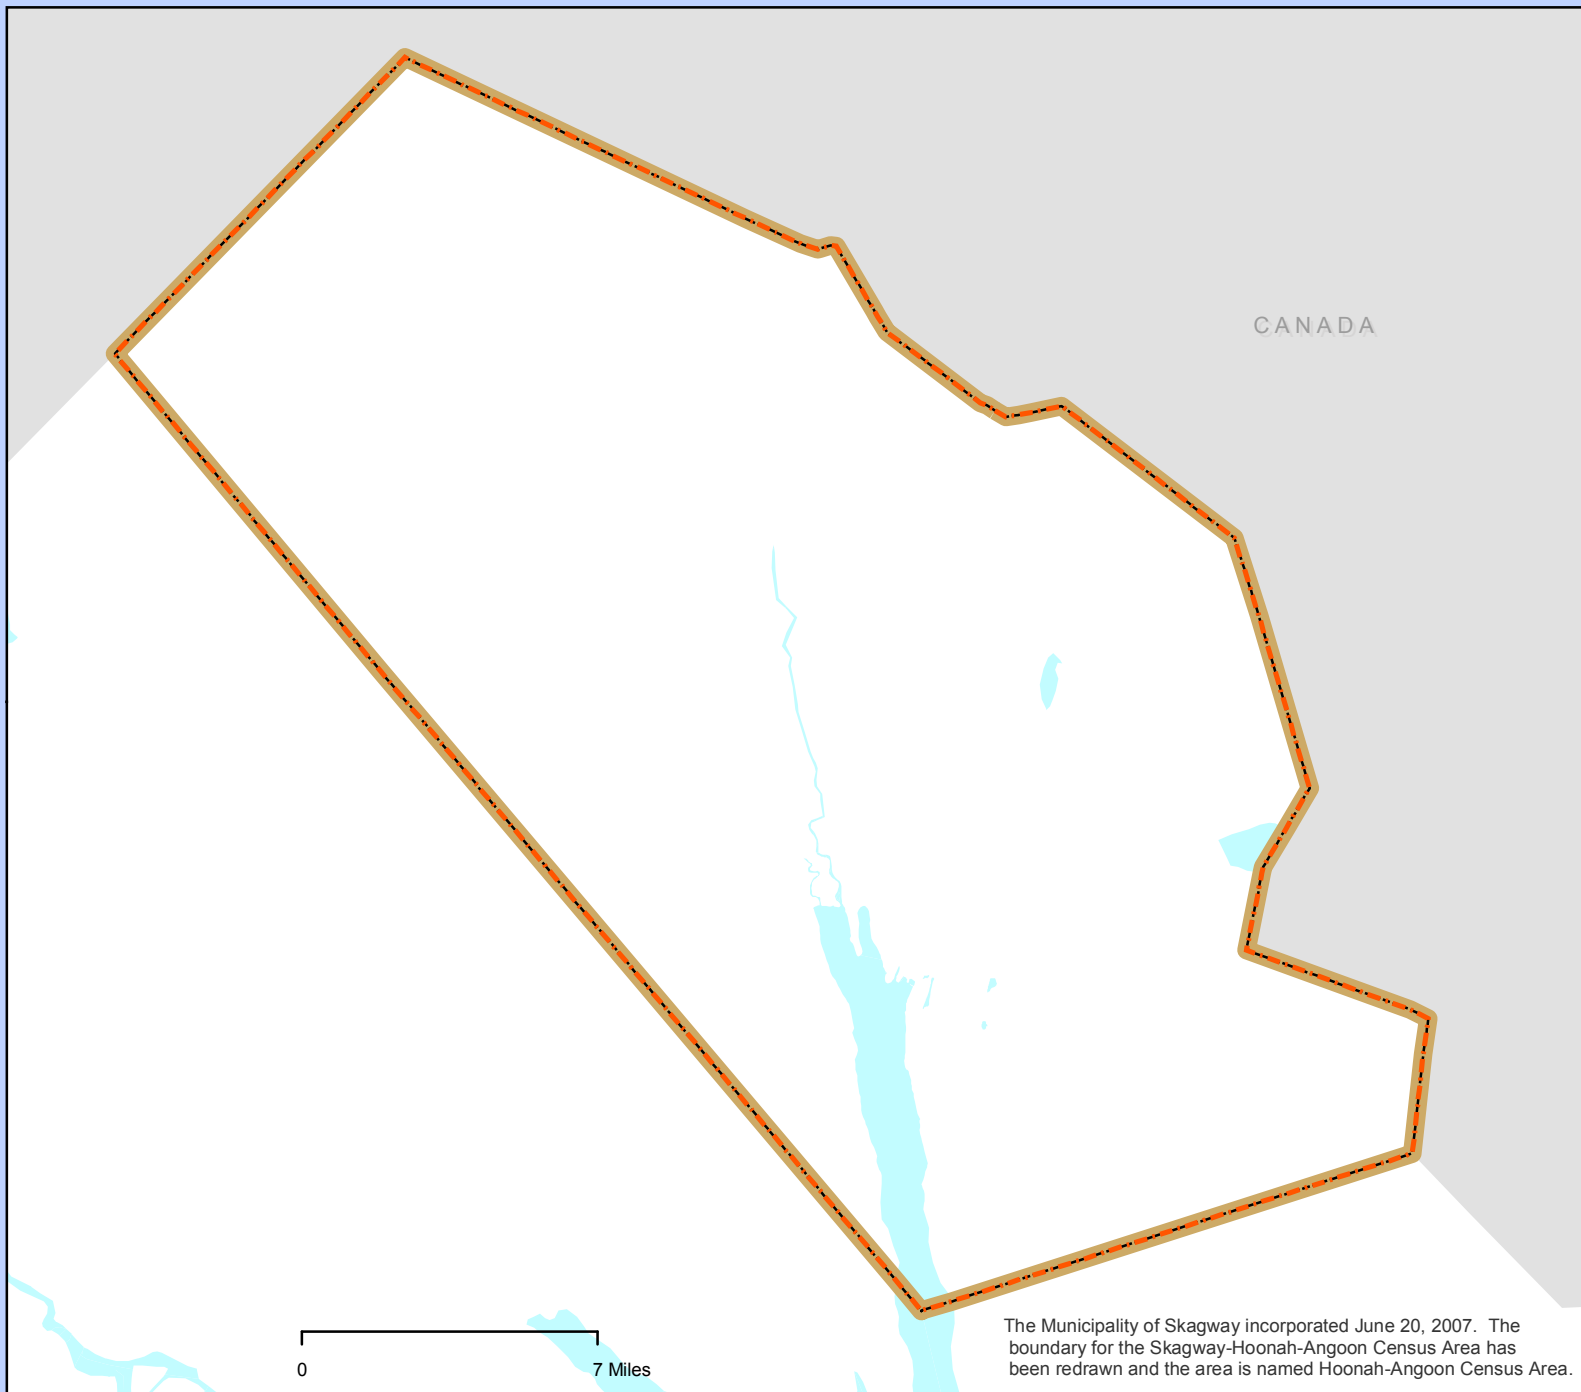 CANADA
0 7 Miles
The Municipality of Skagway incorporated June 20, 2007. The
boundary for the Skagway-Hoonah-Angoon Census Area has
been redrawn and the area is named Hoonah-Angoon Census Area.